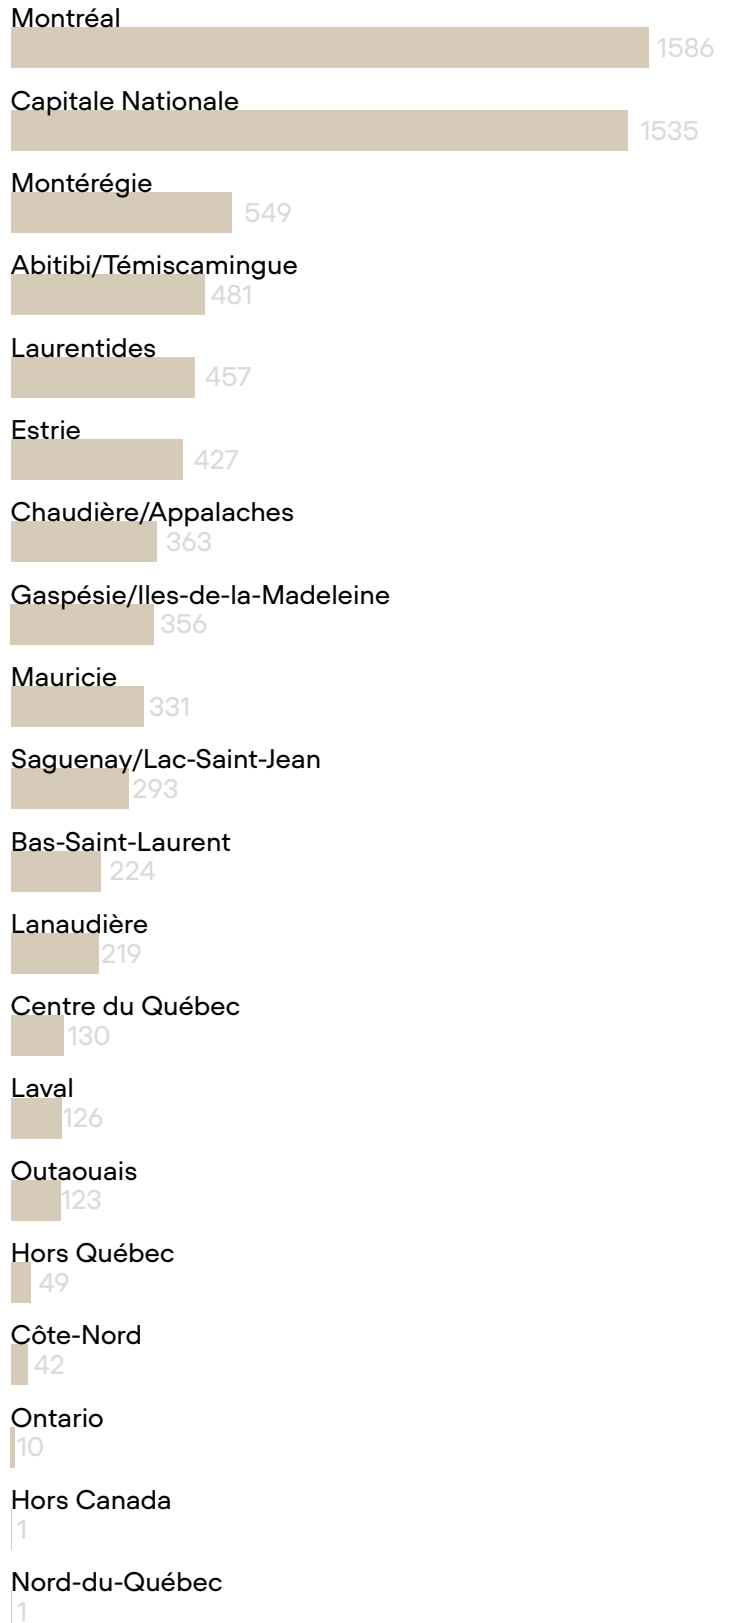 Montréal
1586
Capitale Nationale
1535
Montérégie
549
Abitibi/Témiscamingue
481
Laurentides
457
Estrie
427
Chaudière/Appalaches
363
Gaspésie/Iles-de-la-Madeleine
356
Mauricie
331
Saguenay/Lac-Saint-Jean
293
Bas-Saint-Laurent
224
Lanaudière
219
Centre du Québec
130
Laval
126
Outaouais
123
Hors Québec
49
Côte-Nord
42
Ontario
10
Hors Canada
1
Nord-du-Québec
1